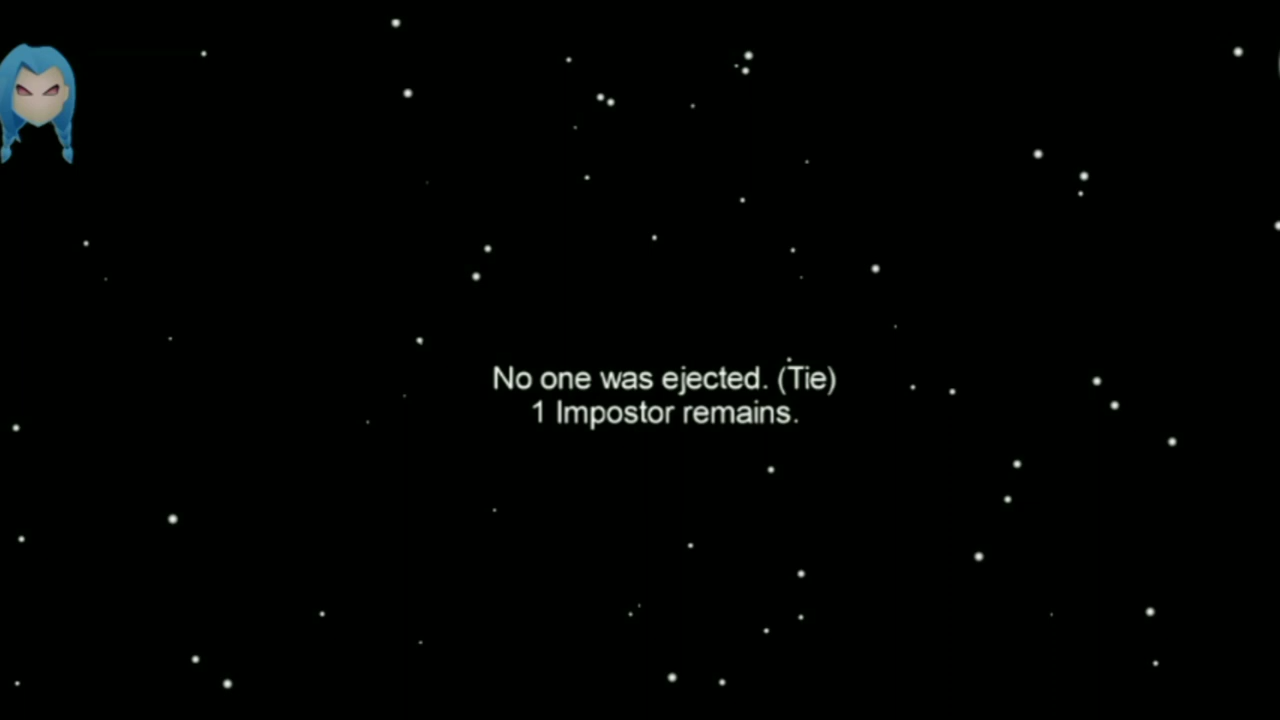 No one was ejected. (Tie)
1 Impostor remains.